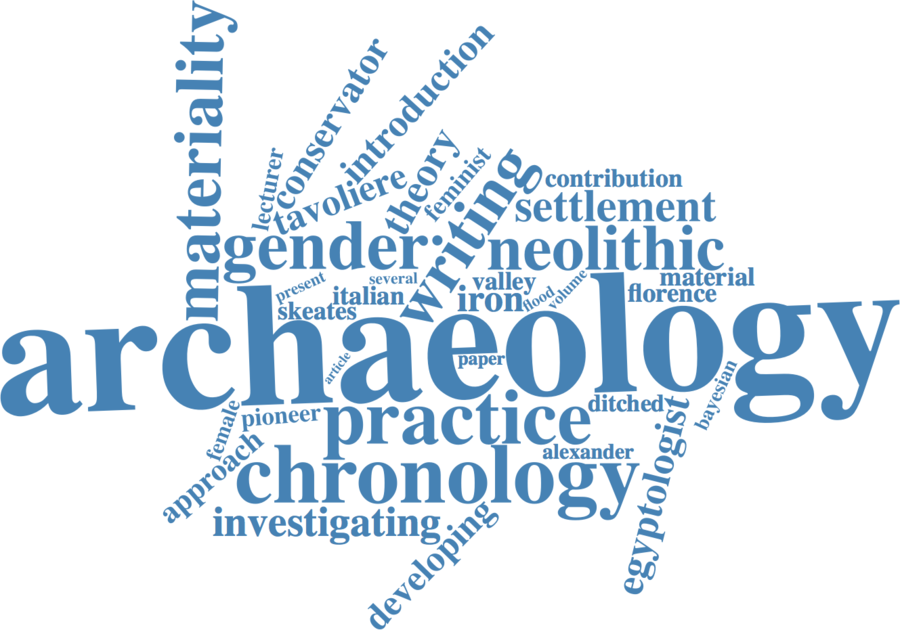 materiality
conservator
introduction
lecturer
tavoliere
theory
feminist
writing
contribution
settlement
gender
neolithic
present
several
italian
skeates
valley
iron
flood
volume
material
florence
archaeology
article
paper
bayesian
female
pioneer
practice
ditched
egyptologist
approach
chronology
alexander
investigating
developing